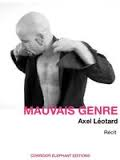 MAUVAIS GENRE
Axel Léotard
Récit
CORRIDOR ELEPHANT EDITIONS